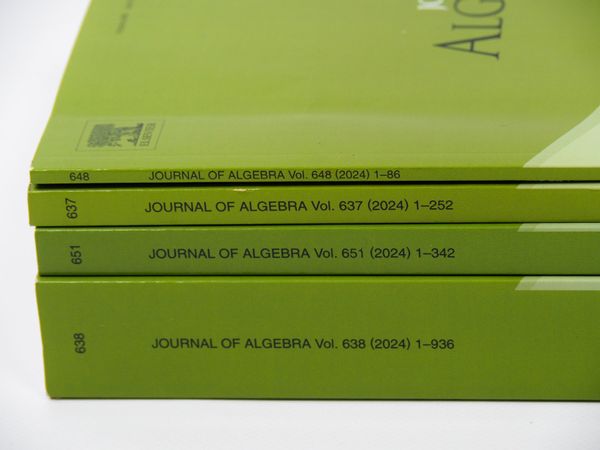 ALG
ELSEVIER
648 JOURNAL OF ALGEBRA Vol. 648 (2024) 1–86
637 JOURNAL OF ALGEBRA Vol. 637 (2024) 1–252
651 JOURNAL OF ALGEBRA Vol. 651 (2024) 1–342
638 JOURNAL OF ALGEBRA Vol. 638 (2024) 1–936